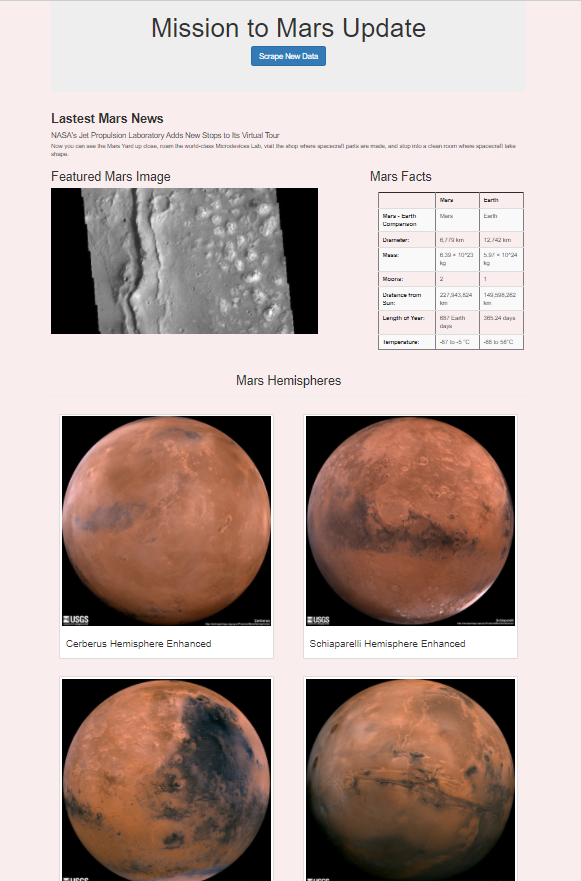 Mission to Mars Update
Scrape New Data
Lastest Mars News
NASA's Jet Propulsion Laboratory Adds New Stops to Its Virtual Tour
Now you can see the Mars Yard up close, roam the world-class Microdevices Lab, visit the shop where spacecraft parts are made, and stop into a clean room where spacecraft take
shape.
Featured Mars Image
Mars Facts
Mars Earth
Mars - Earth
Comparison Mars Earth
Diameter: 6,779 km 12,742 km
Mass: 6.39 × 10^23
kg 5.97 × 10^24
kg
Moons: 2 1
Distance from
Sun: 227,943,824
km 149,598,262
km
Length of Year: 687 Earth
days 365.24 days
Temperature: -87 to -5 °C -88 to 58°C
Mars Hemispheres
USGS
Cerberus
Cerberus Hemisphere Enhanced
USGS
Schiaparelli
Schiaparelli Hemisphere Enhanced